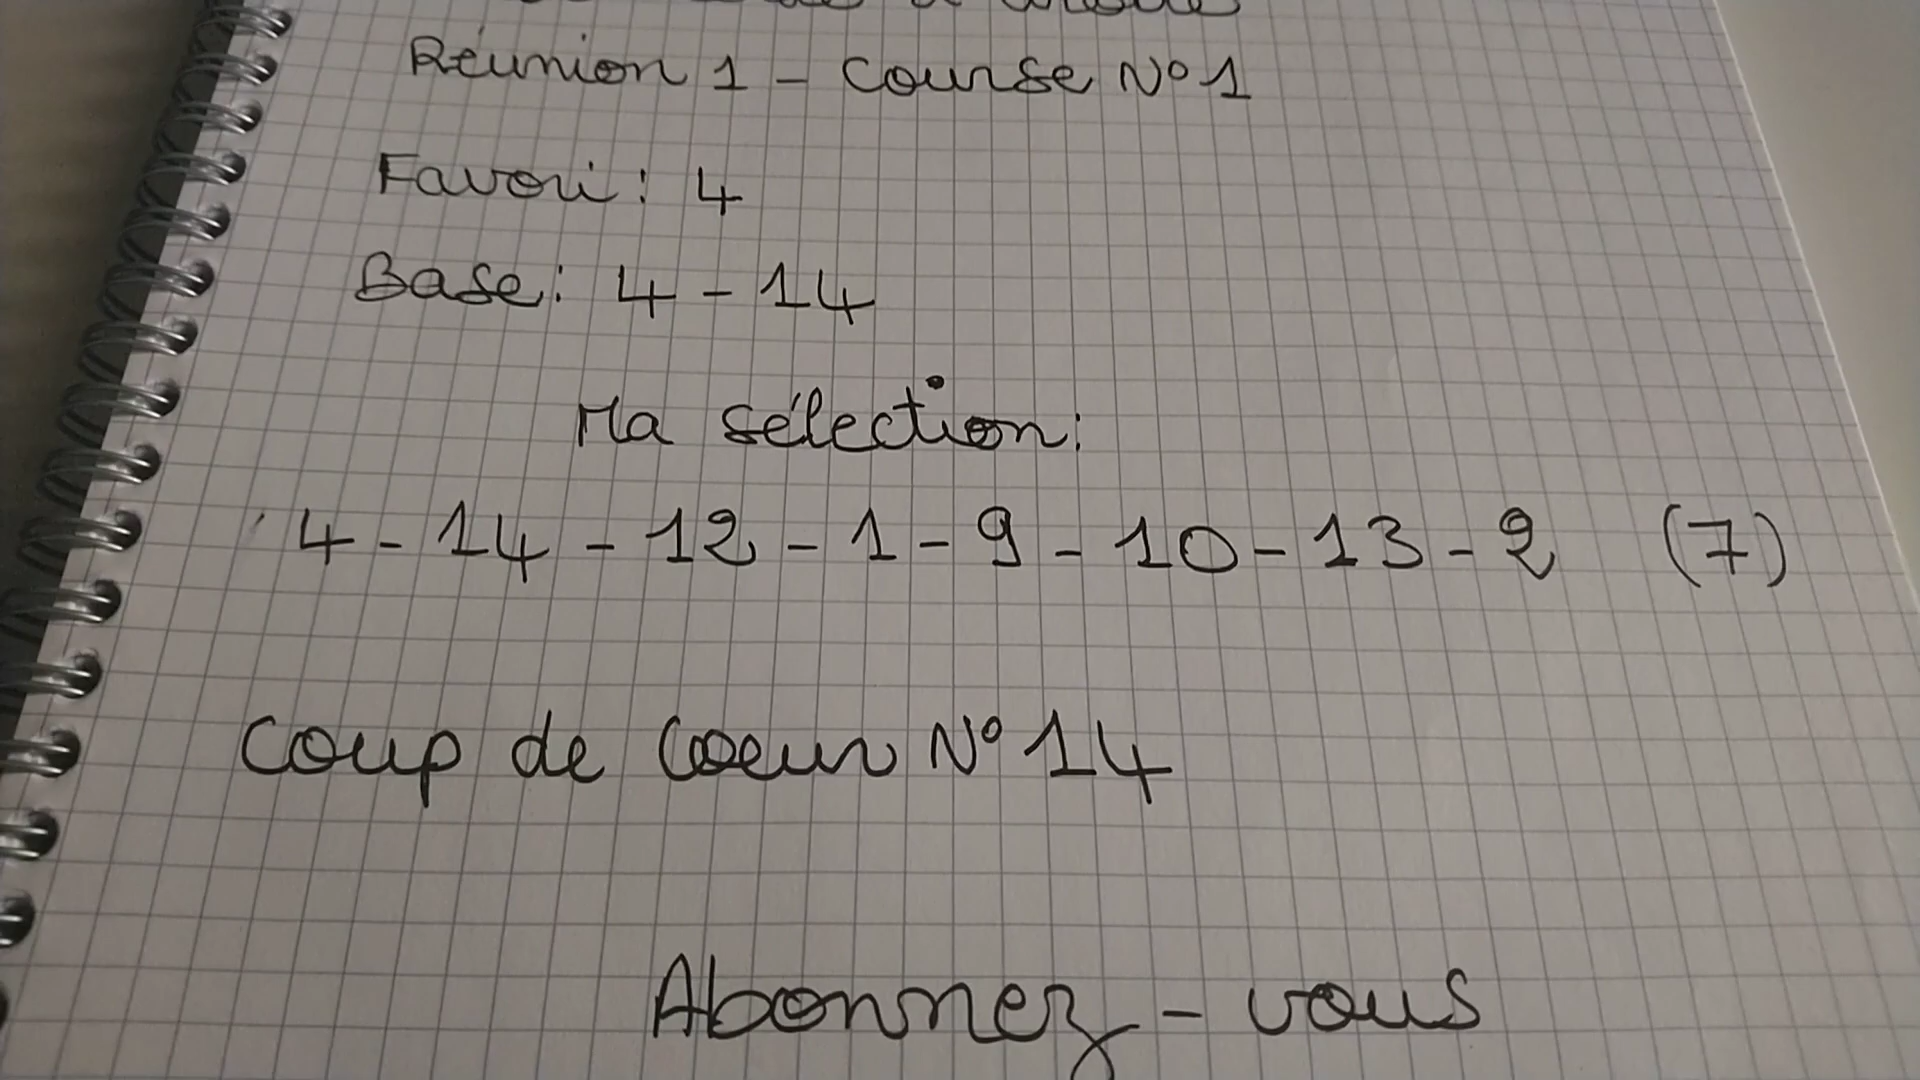 Réunion 1 - Course N° 1
Favori : 4
Base : 4 - 14
Ma sélection :
4 - 14 - 12 - 1 - 9 - 10 - 13 - 2 (7)
Coup de coeur N° 14
Abonnez - vous